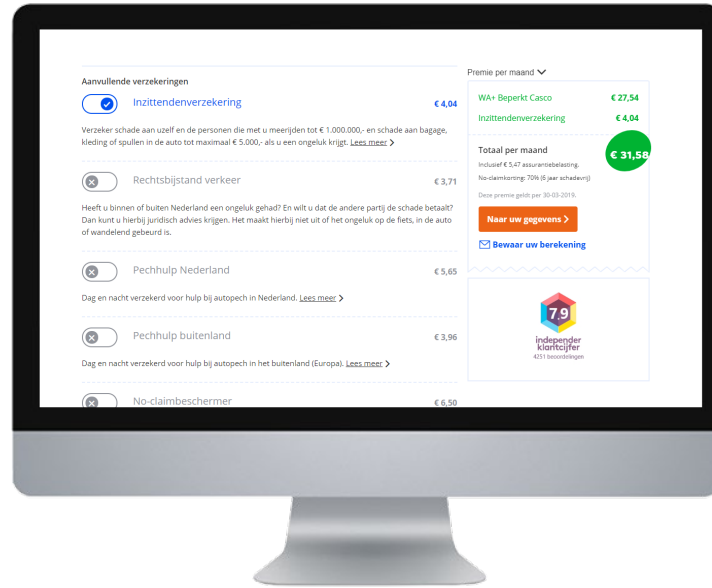 Aanvullende verzekeringen
Inzittendenverzekering € 4,04
Verzeker schade aan uzelf en de personen die met u meerijden tot € 1.000.000,- en schade aan bagage,
kleding of spullen in de auto tot maximaal € 5.000,- als u een ongeluk krijgt. Lees meer
Rechtsbijstand verkeer € 3,71
Heeft u binnen of buiten Nederland een ongeluk gehad? En wilt u dat de andere partij de schade betaalt?
Dan kunt u hierbij juridisch advies krijgen. Het maakt hierbij niet uit of het ongeluk op de fiets, in de auto
of wandelend gebeurd is.
Pechhulp Nederland € 5,65
Dag en nacht verzekerd voor hulp bij autopech in Nederland. Lees meer
Pechhulp buitenland € 3,96
Dag en nacht verzekerd voor hulp bij autopech in het buitenland (Europa). Lees meer
No-claimbeschermer € 6,50
Premie per maand
WA+ Beperkt Casco € 27,54
Inzittendenverzekering € 4,04
Totaal per maand € 31,58
Inclusief € 5,47 assurantiebelasting.
No-claimkorting: 70% (6 jaar schadevrij)
Deze premie geldt per 30-03-2019.
Naar uw gegevens
Bewaar uw berekening
7,9
independer
klantcijfer
4251 beoordelingen